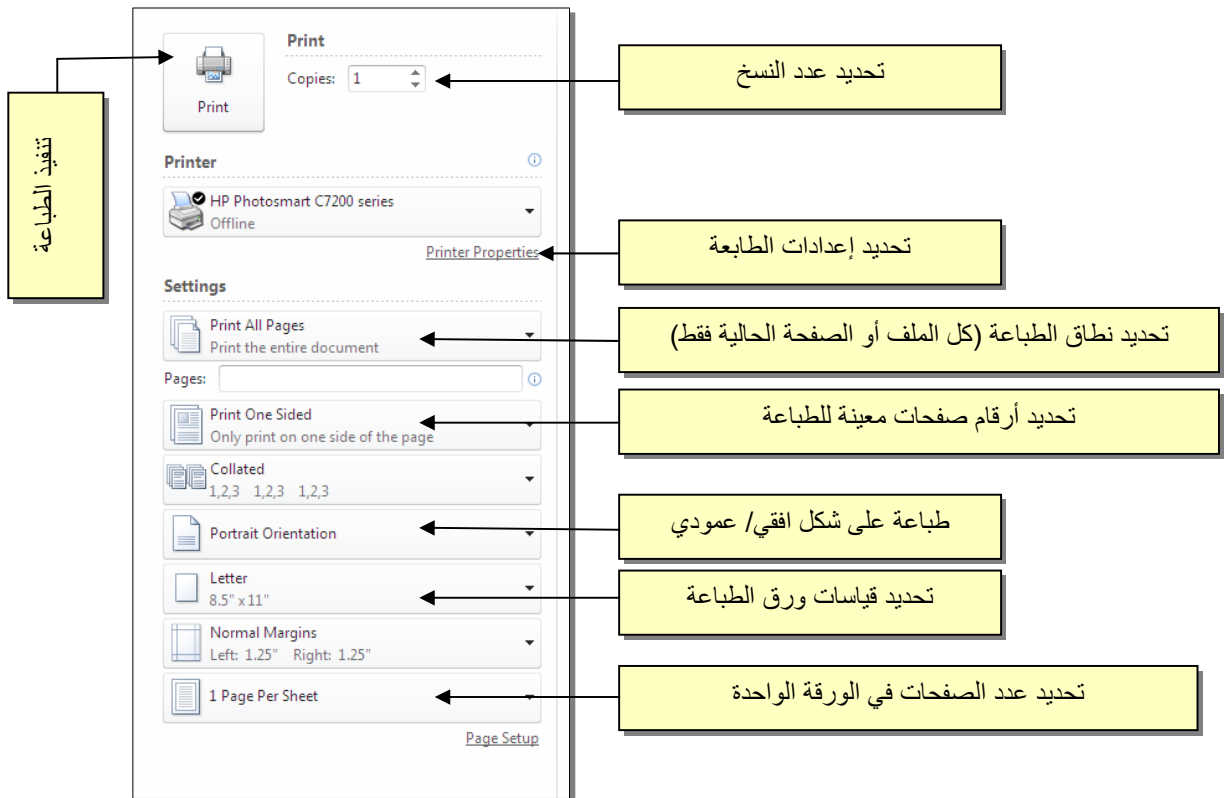 Print
Copies: 1
Print
تنفيذ الطباعة
تحديد عدد النسخ
Printer
HP Photosmart C7200 series
Offline
Printer Properties
تحديد إعدادات الطابعة
Settings
Print All Pages
Print the entire document
تحديد نطاق الطباعة (كل الملف أو الصفحة الحالية فقط)
Pages:
Print One Sided
Only print on one side of the page
تحديد أرقام صفحات معينة للطباعة
Collated
1,2,3 1,2,3 1,2,3
Portrait Orientation
طباعة على شكل افقي/ عمودي
Letter
8.5" x 11"
تحديد قياسات ورق الطباعة
Normal Margins
Left: 1.25" Right: 1.25"
1 Page Per Sheet
تحديد عدد الصفحات في الورقة الواحدة
Page Setup